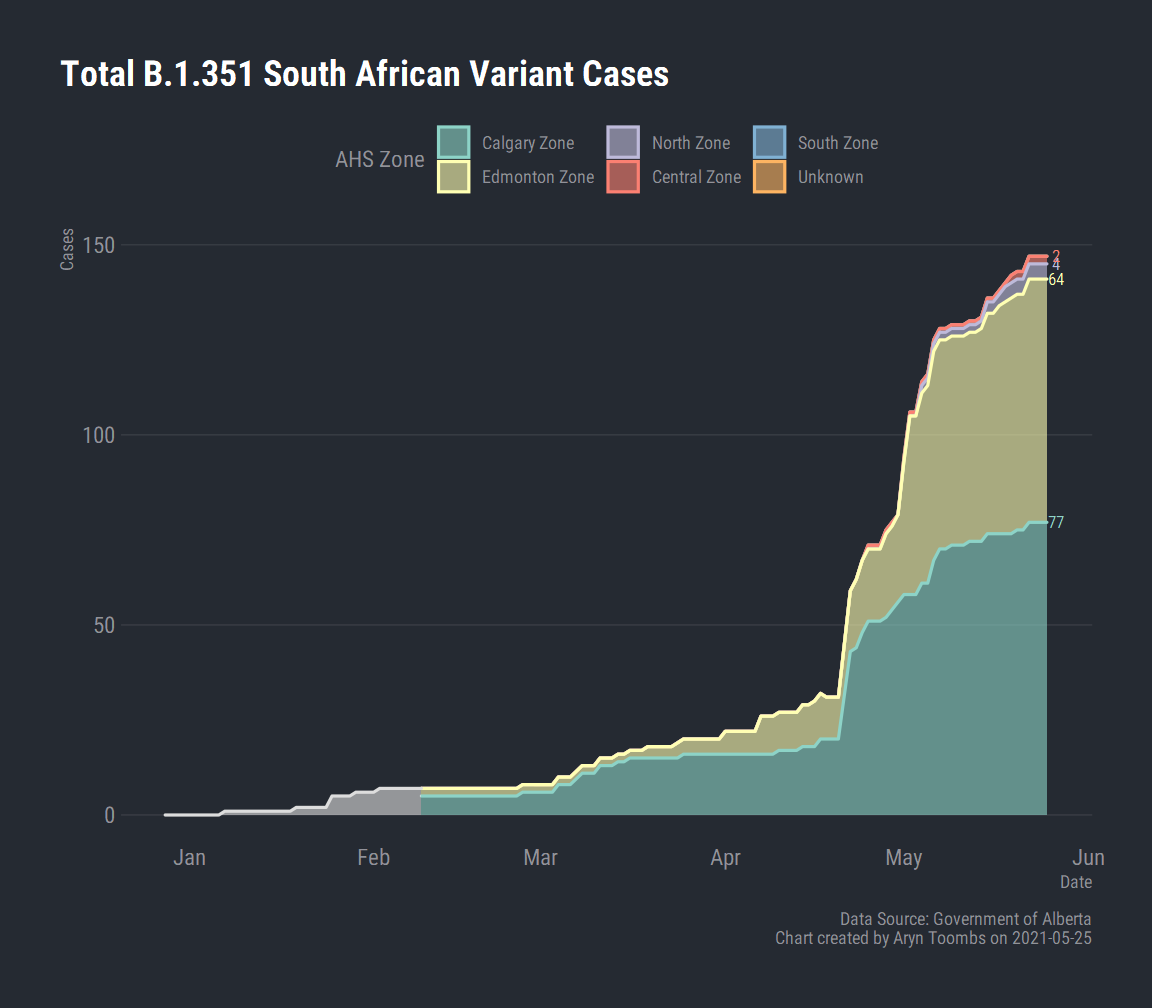 Total B.1.351 South African Variant Cases
AHS Zone
Calgary Zone
North Zone
South Zone
Edmonton Zone
Central Zone
Unknown
Cases
150
100
50
0
2
4
64
77
Jan
Feb
Mar
Apr
May
Jun
Date
Data Source: Government of Alberta
Chart created by Aryn Toombs on 2021-05-25